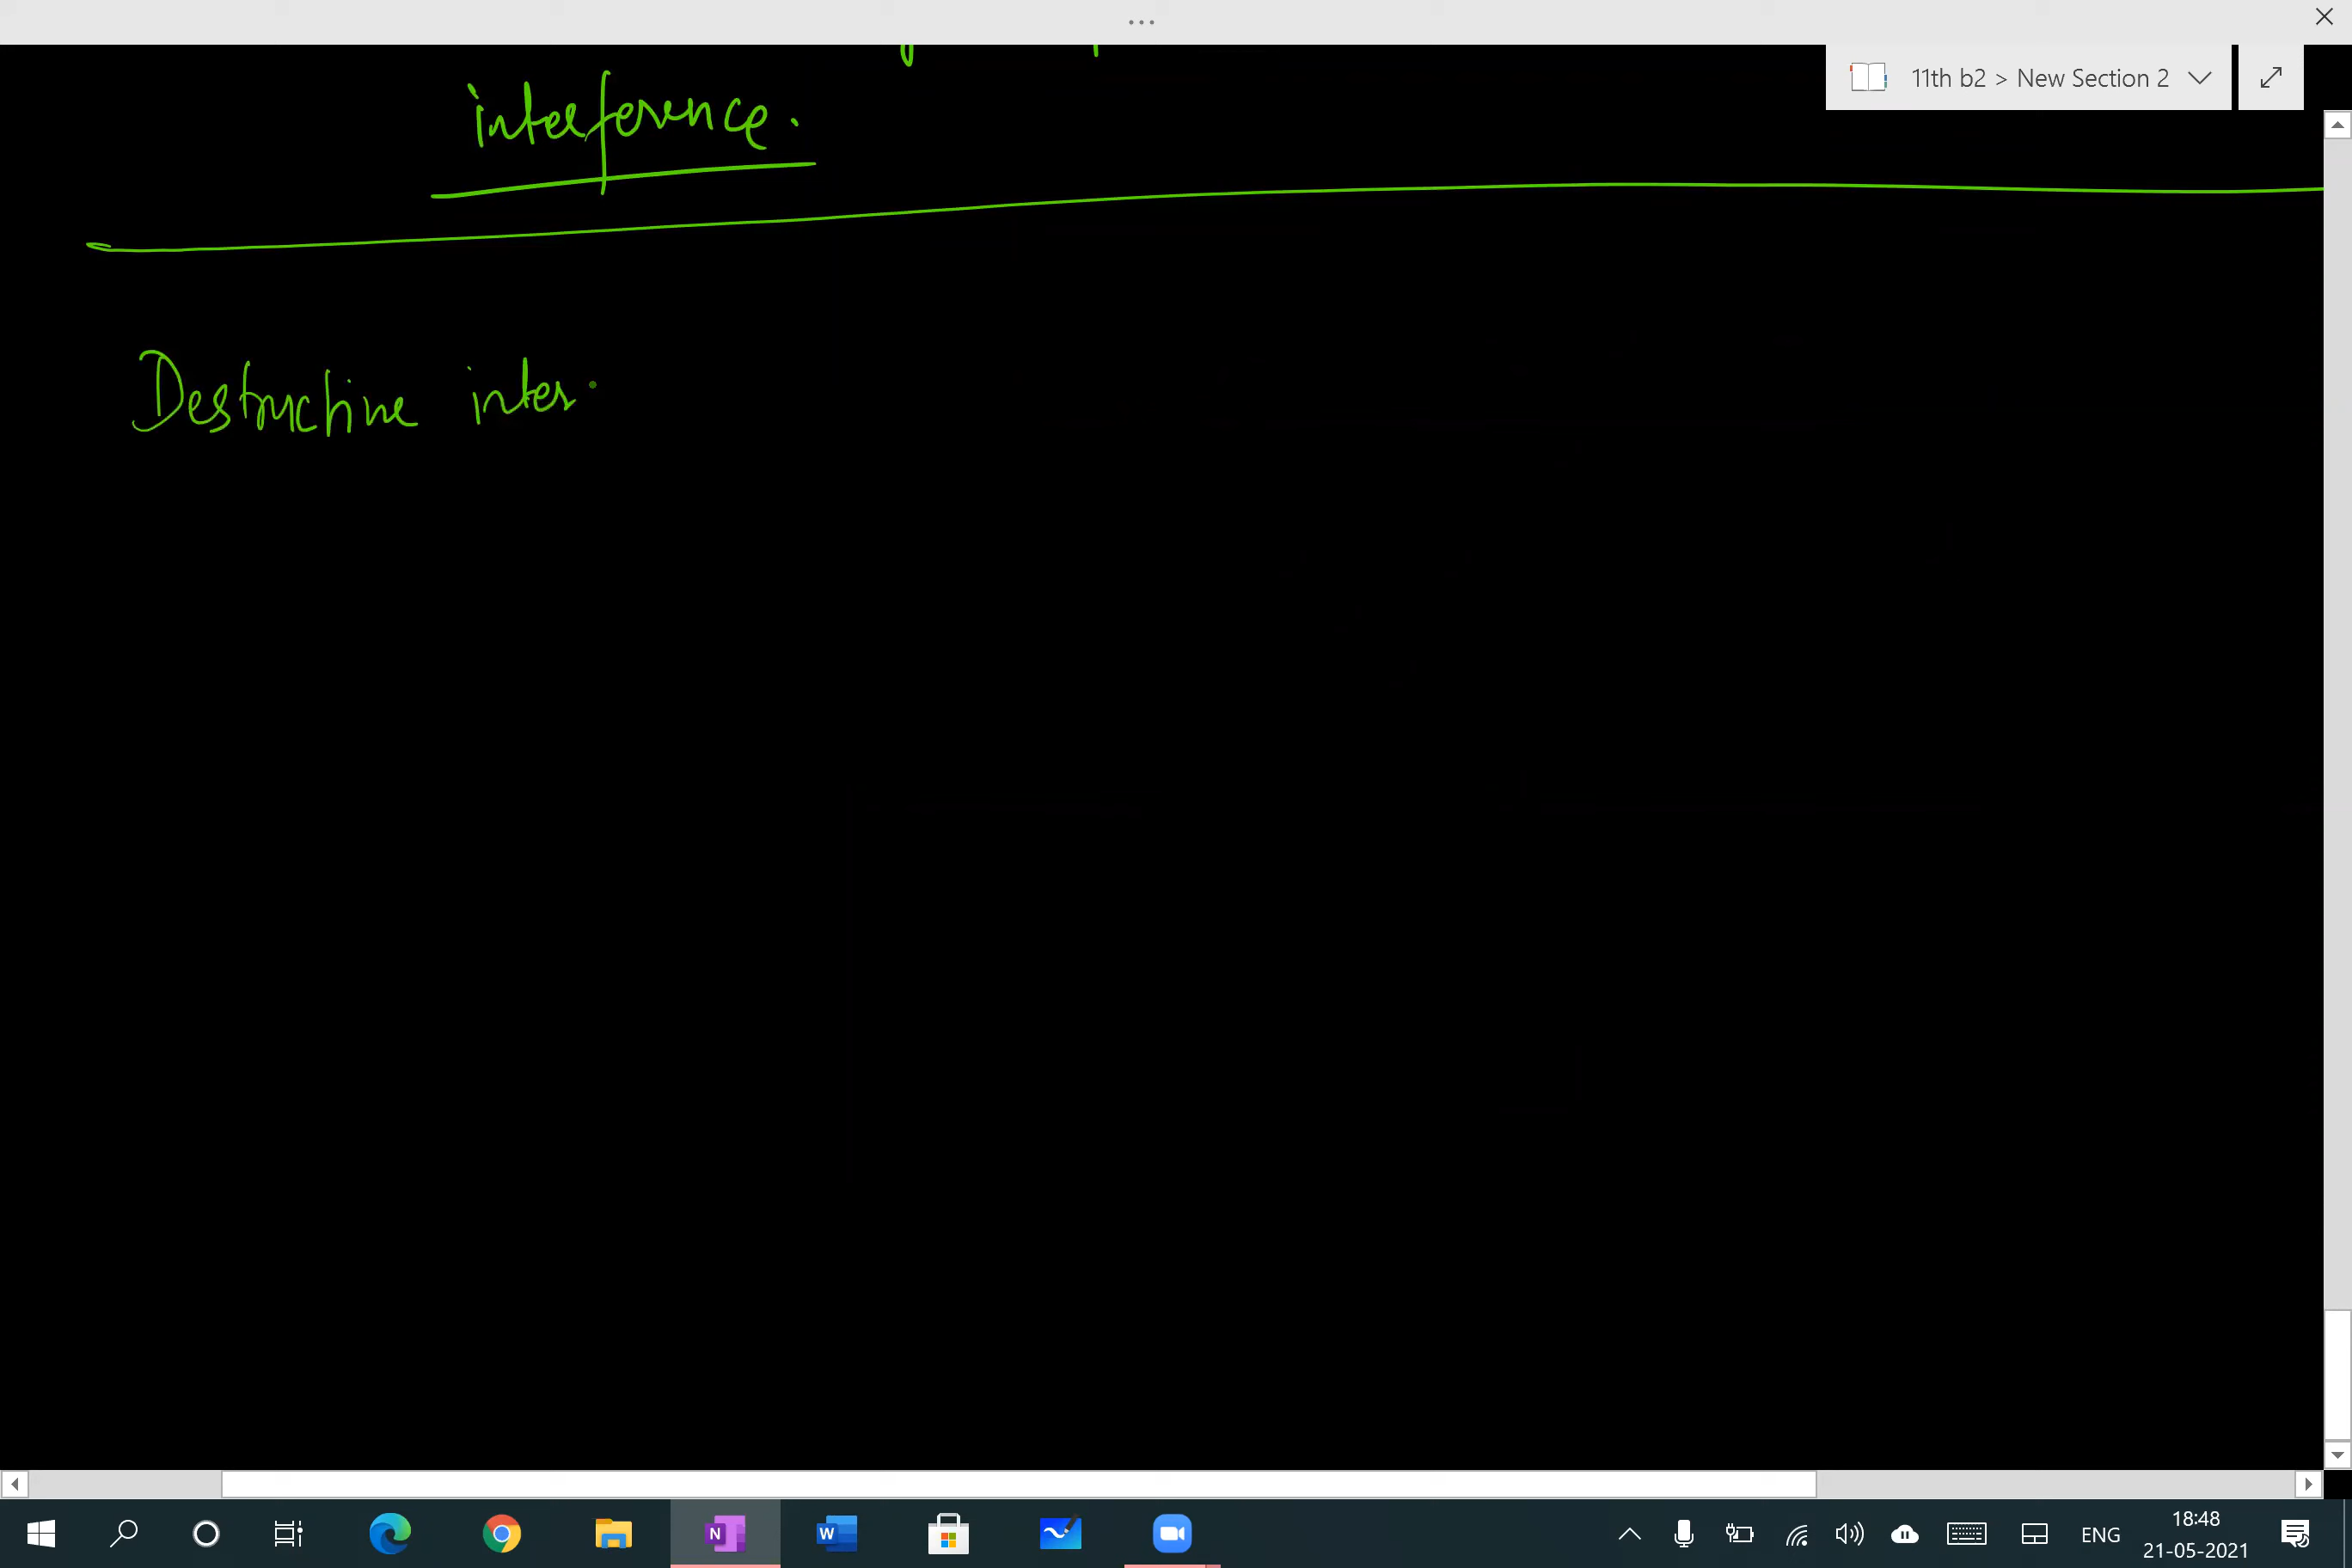 11th b2 > New Section 2
interference.
Destructive inter
ENG
18:48
21-05-2021